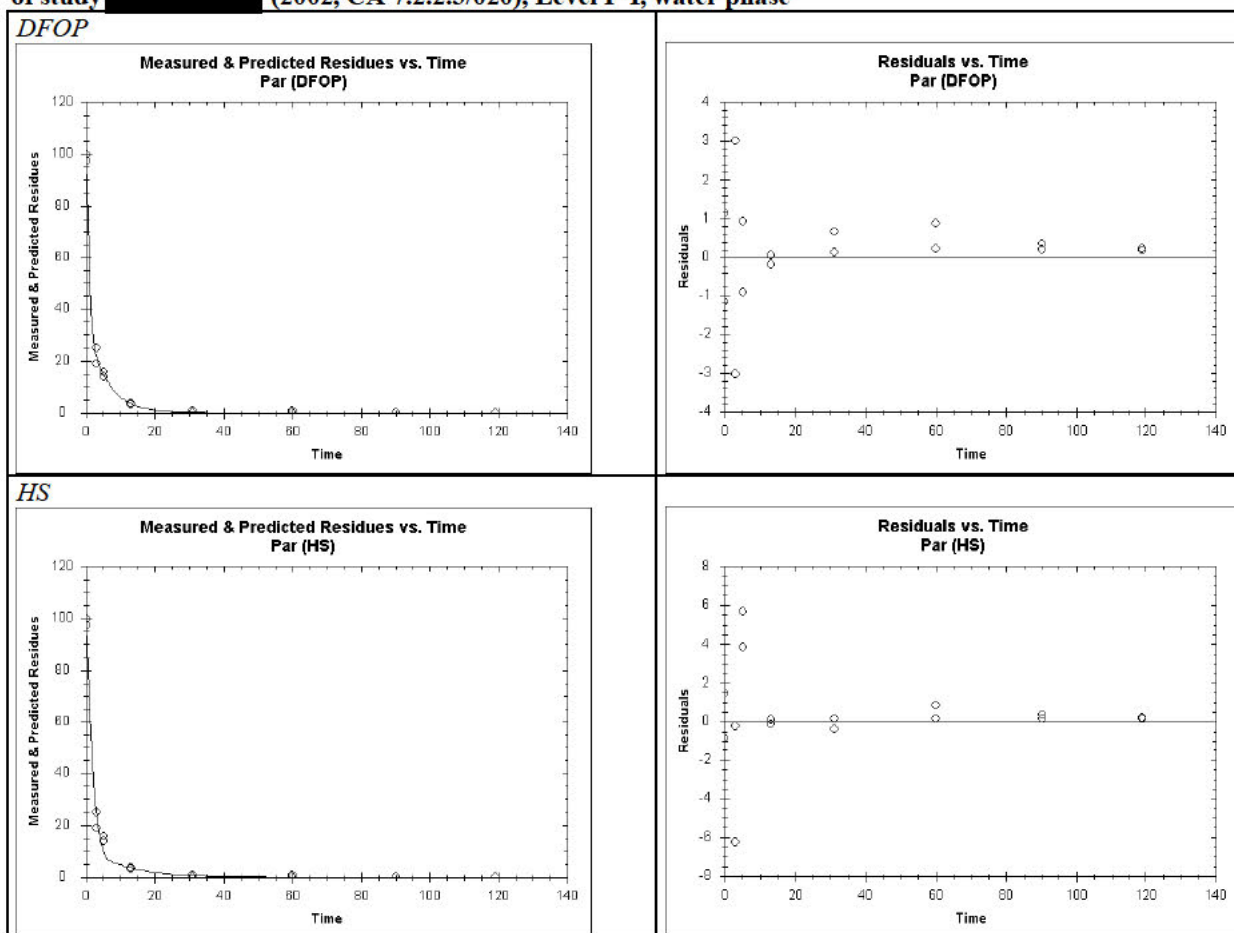 of study (2002, CA 7.2.2.3/026), Level P-I, water phase
DFOP
Measured & Predicted Residues vs. Time
Par (DFOP)
Measured & Predicted Residues
120
100
80
60
40
20
0
0 20 40 60 80 100 120 140
Time
Residuals vs. Time
Par (DFOP)
Residuals
4
3
2
1
0
-1
-2
-3
-4
0 20 40 60 80 100 120 140
Time
HS
Measured & Predicted Residues vs. Time
Par (HS)
Measured & Predicted Residues
120
100
80
60
40
20
0
0 20 40 60 80 100 120 140
Time
Residuals vs. Time
Par (HS)
Residuals
8
6
4
2
0
-2
-4
-6
-8
0 20 40 60 80 100 120 140
Time